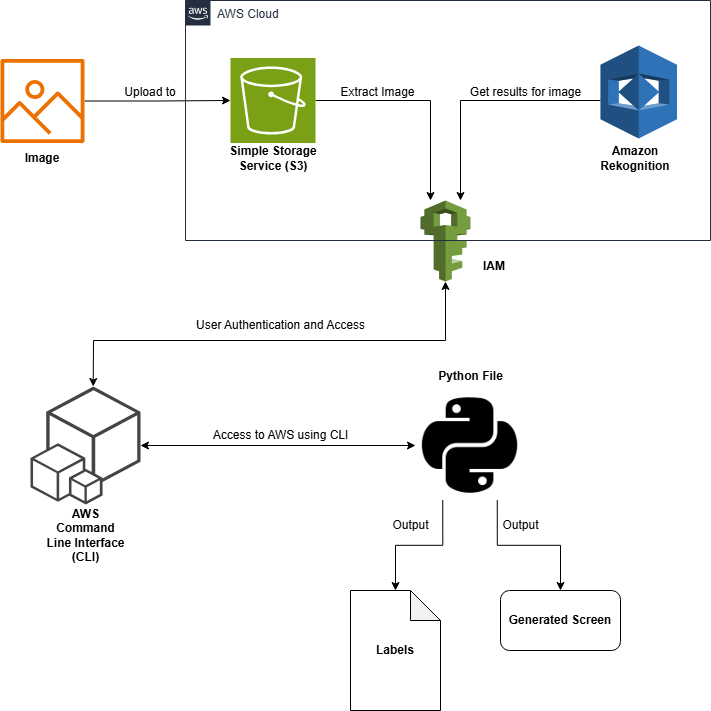 aws
AWS Cloud
Upload to
Extract Image
Get results for image
Image
Simple Storage
Service (S3)
Amazon
Rekognition
IAM
User Authentication and Access
Python File
Access to AWS using CLI
AWS
Command
Line Interface
(CLI)
Output
Output
Labels
Generated Screen